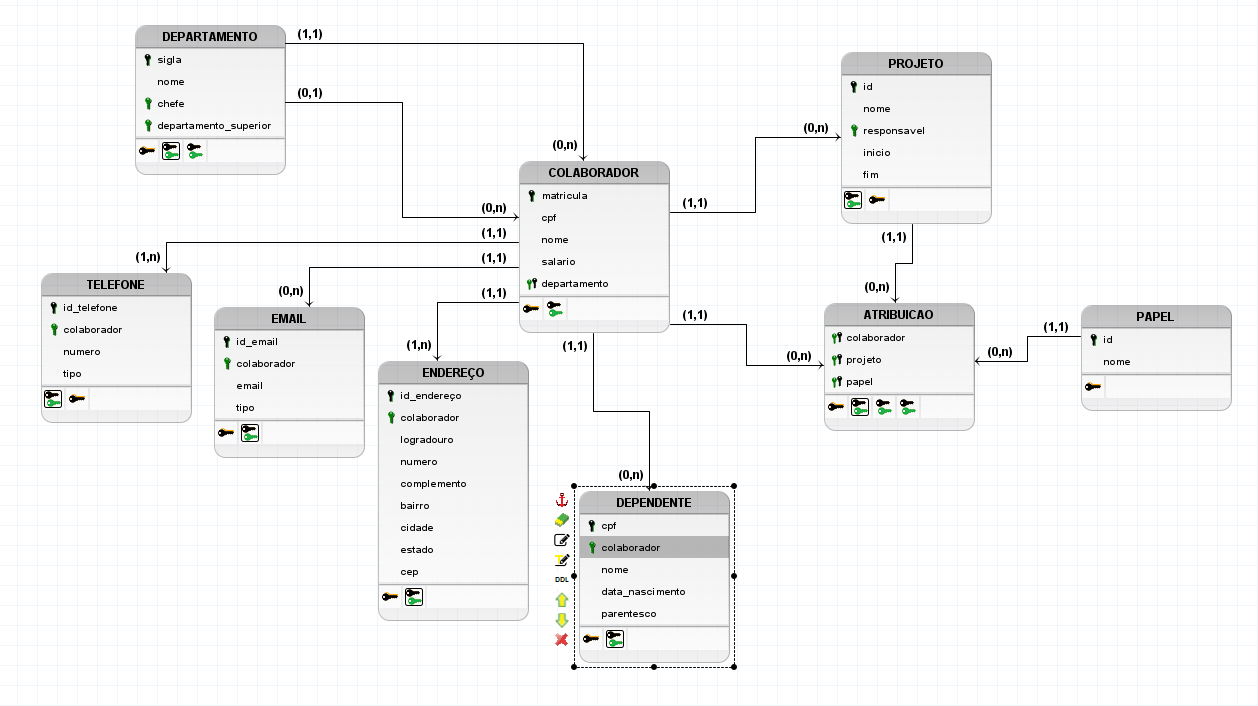 DEPARTAMENTO
sigla
nome
chefe
departamento_superior
(1,1)
(0,1)
(0,n)
(0,n)
COLABORADOR
matricula
cpf
nome
salario
departamento
(1,1)
(0,n)
PROJETO
id
nome
responsavel
inicio
fim
(1,1)
(1,n)
TELEFONE
id_telefone
colaborador
numero
tipo
(1,1)
(0,n)
EMAIL
id_email
colaborador
email
tipo
(1,1)
(1,n)
ENDEREÇO
id_endereço
colaborador
logradouro
numero
complemento
bairro
cidade
estado
cep
(1,1)
(0,n)
DEPENDENTE
cpf
colaborador
nome
data_nascimento
parentesco
DDL
(1,1)
(0,n)
(1,1)
(0,n)
ATRIBUICAO
colaborador
projeto
papel
(0,n)
(1,1)
PAPEL
id
nome